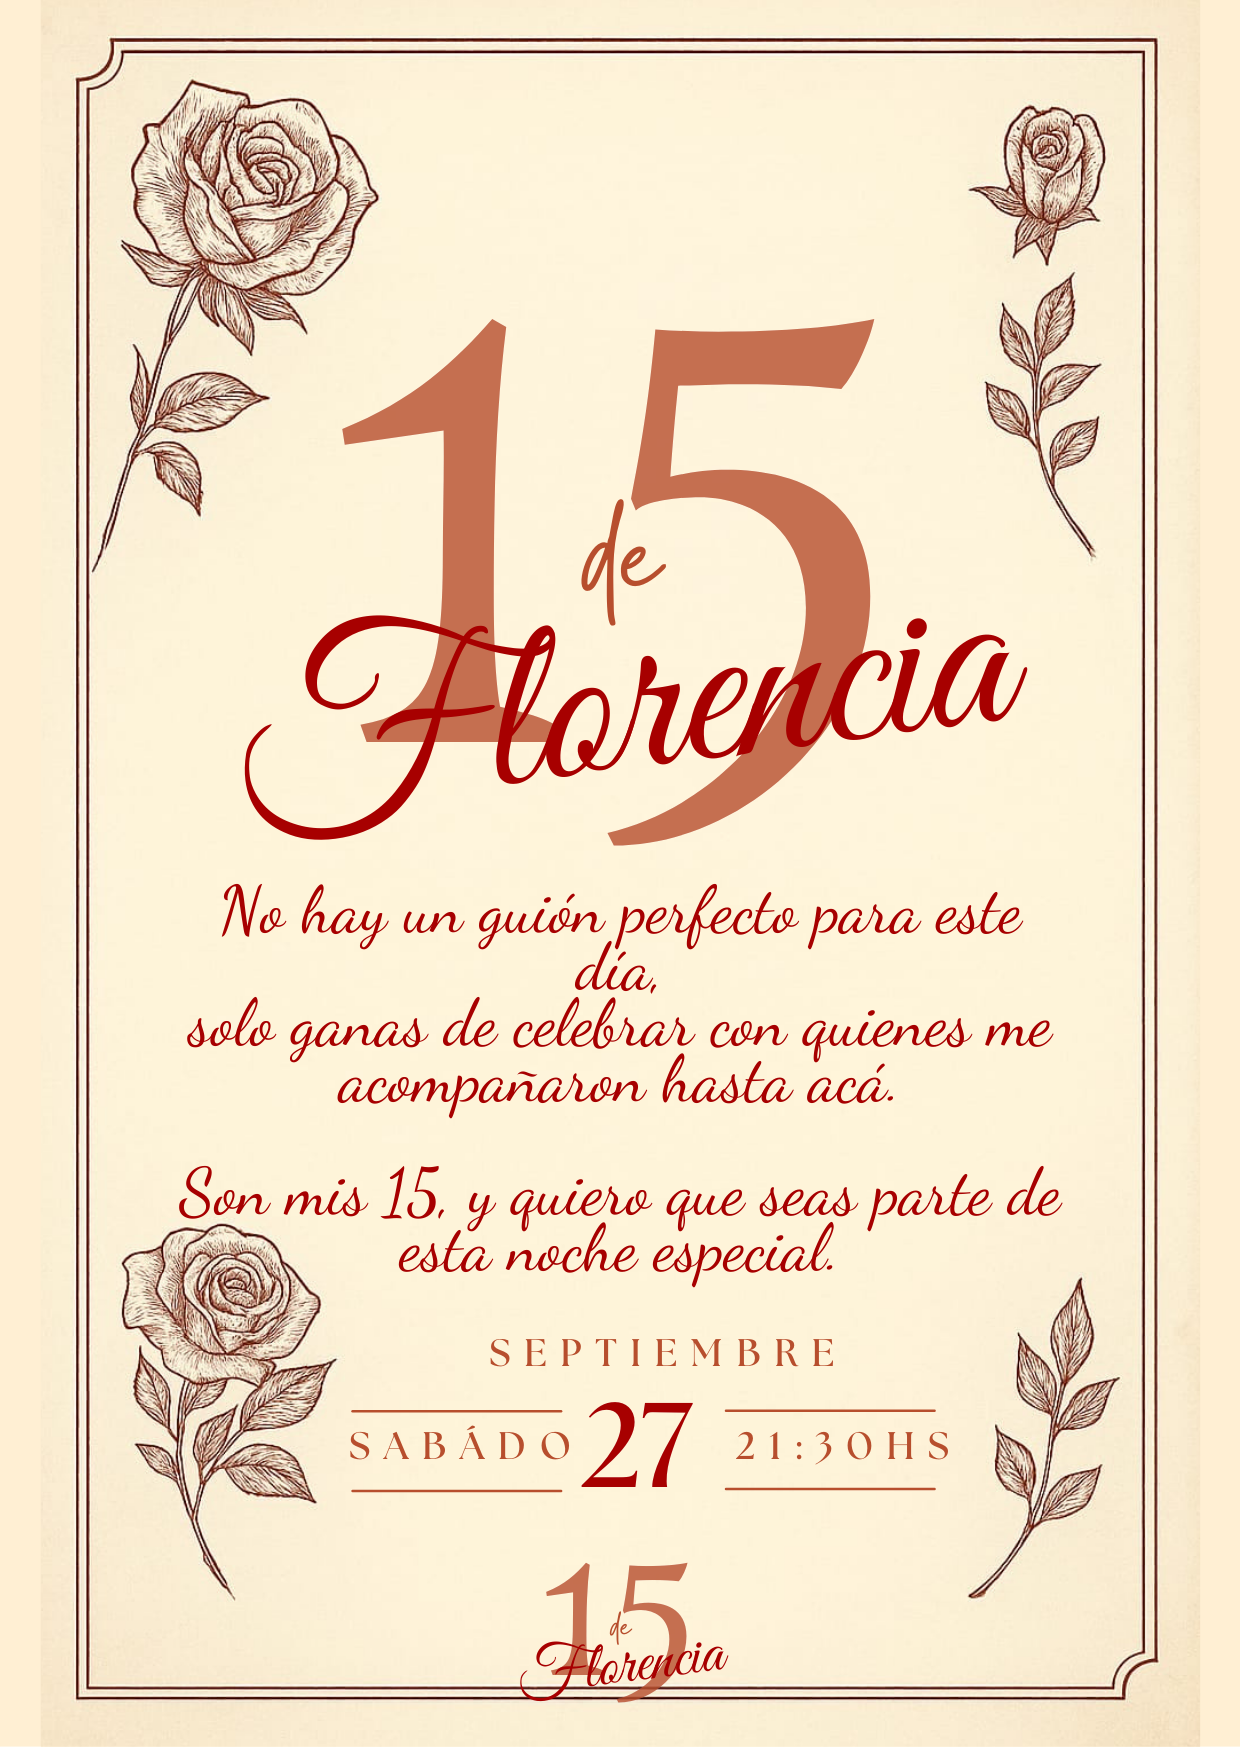 15
de
Florencia
No hay un guión perfecto para este
día,
solo ganas de celebrar con quienes me
acompañaron hasta acá.
Son mis 15, y quiero que seas parte de
esta noche especial.
SEPTIEMBRE
SABÁDO 27 21:30HS
15
de
Florencia